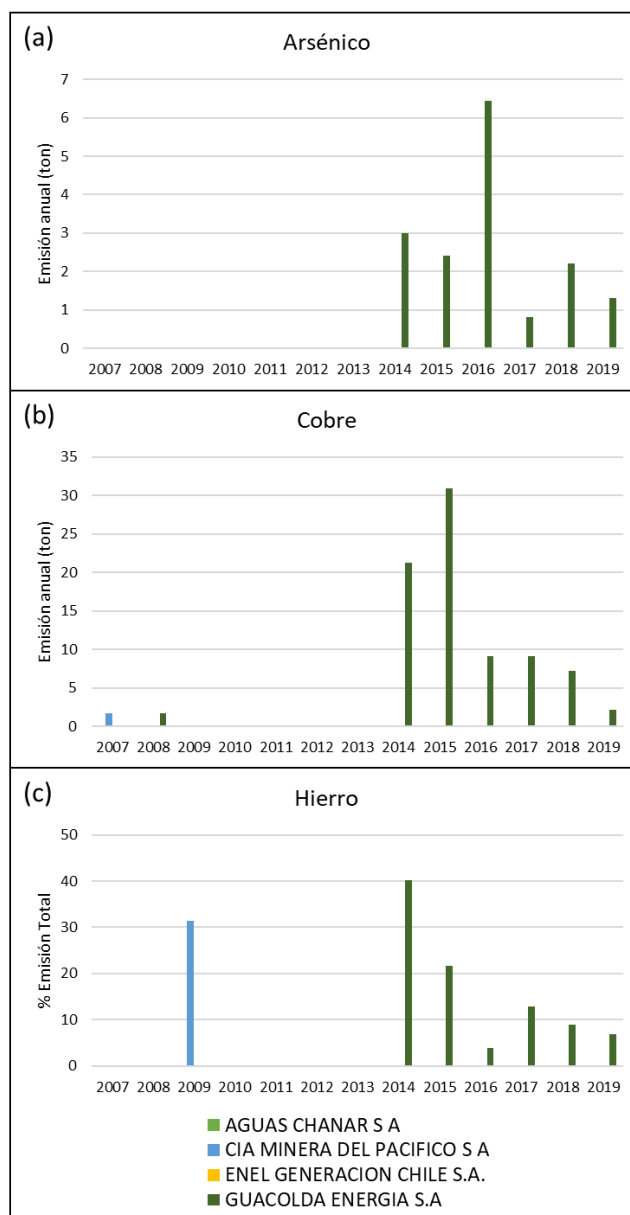 (a)
Arsénico
Emisión anual (ton)
7
6
5
4
3
2
1
0
2007 2008 2009 2010 2011 2012 2013 2014 2015 2016 2017 2018 2019
(b)
Cobre
Emisión anual (ton)
35
30
25
20
15
10
5
0
2007 2008 2009 2010 2011 2012 2013 2014 2015 2016 2017 2018 2019
(c)
Hierro
% Emisión Total
50
40
30
20
10
0
2007 2008 2009 2010 2011 2012 2013 2014 2015 2016 2017 2018 2019
AGUAS CHANAR S A
CIA MINERA DEL PACIFICO S A
ENEL GENERACION CHILE S.A.
GUACOLDA ENERGIA S.A